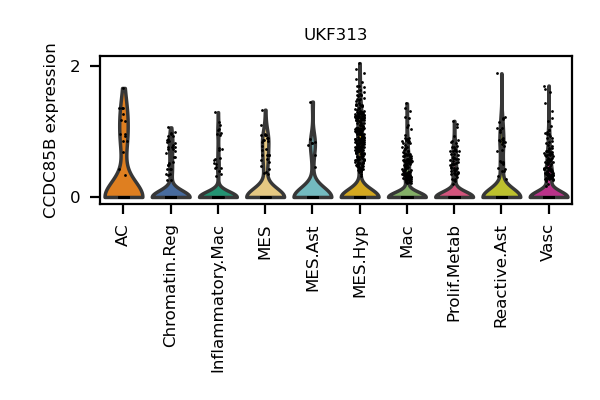 UKF313
CCDC85B expression
2
0
AC
Chromatin.Reg
Inflammatory.Mac
MES
MES.Ast
MES.Hyp
Mac
Prolif.Metab
Reactive.Ast
Vasc